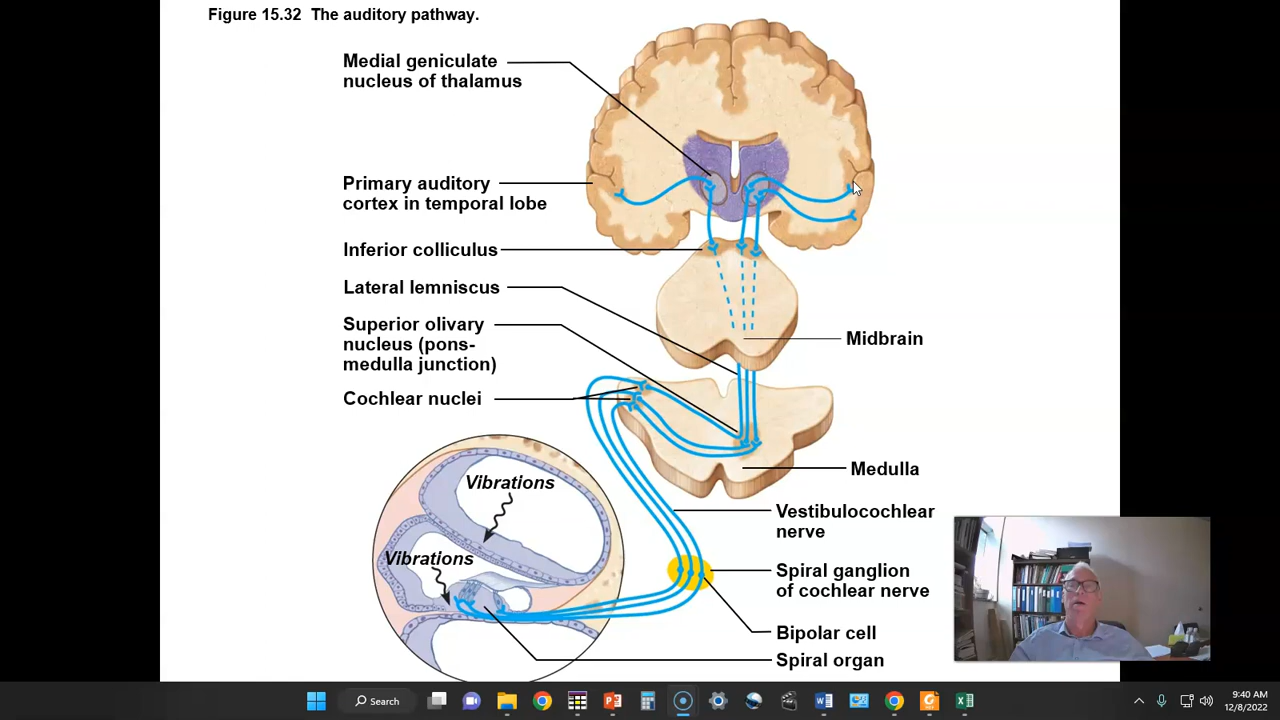 Figure 15.32 The auditory pathway.
Medial geniculate
nucleus of thalamus
Primary auditory
cortex in temporal lobe
Inferior colliculus
Lateral lemniscus
Superior olivary
nucleus (pons-
medulla junction)
Cochlear nuclei
Midbrain
Medulla
Vibrations
Vibrations
Vestibulocochlear
nerve
Spiral ganglion
of cochlear nerve
Bipolar cell
Spiral organ
Search
9:40 AM
12/8/2022